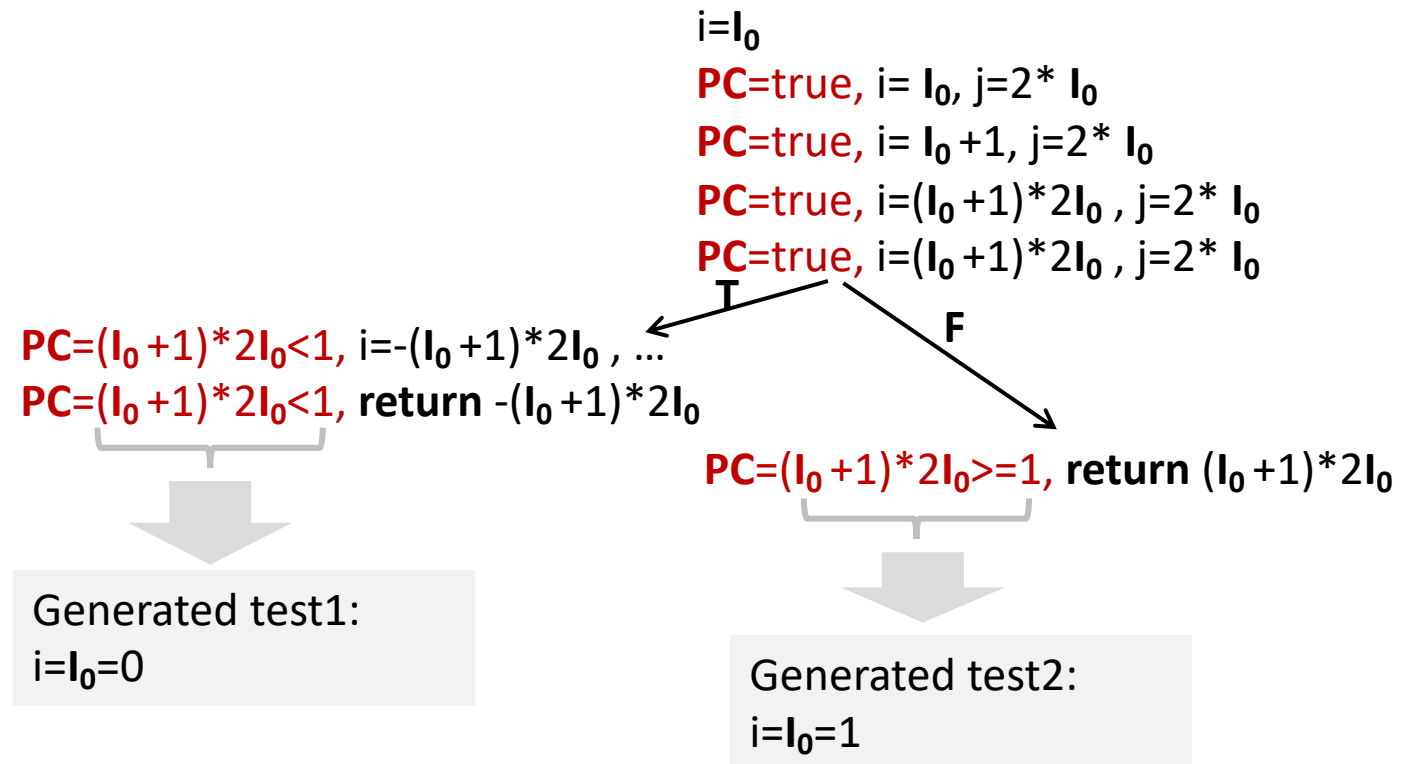 i=I₀
PC=true, i= I₀, j=2* I₀
PC=true, i= I₀ +1, j=2* I₀
PC=true, i=(I₀ +1)*2I₀ , j=2* I₀
PC=true, i=(I₀ +1)*2I₀ , j=2* I₀
T
F
PC=(I₀ +1)*2I₀<1, i=-(I₀ +1)*2I₀ , ...
PC=(I₀ +1)*2I₀<1, return -(I₀ +1)*2I₀
PC=(I₀ +1)*2I₀>=1, return (I₀ +1)*2I₀
Generated test1:
i=I₀=0
Generated test2:
i=I₀=1